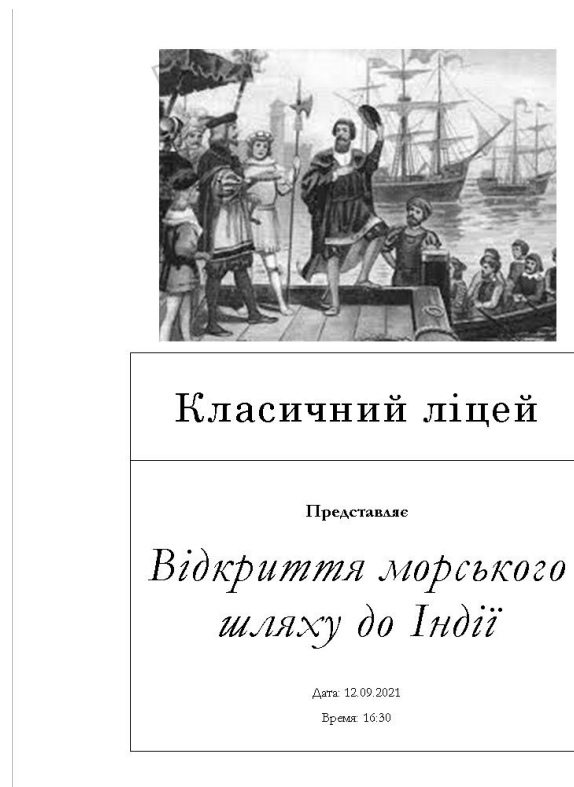 Класичний ліцей
Представляє
Відкриття морського
шляху до Індії
Дата: 12.09.2021
Время: 16:30